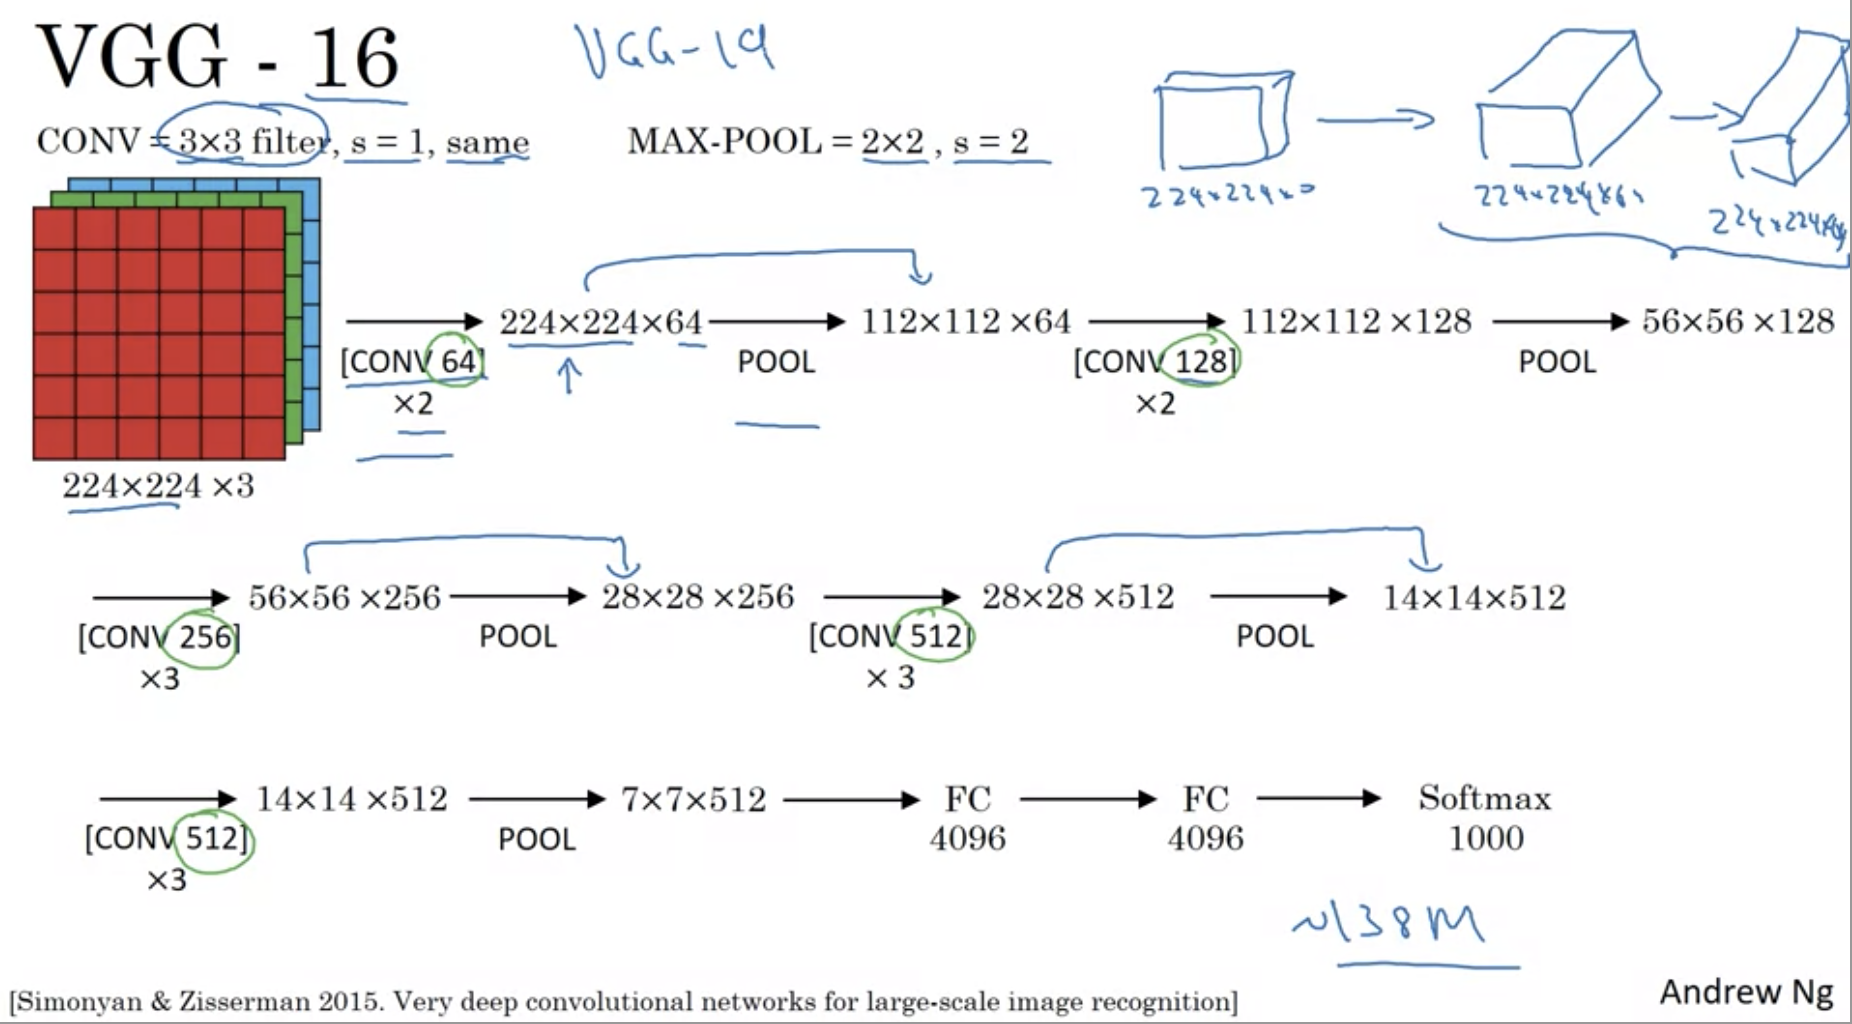 VGG - 16
VGG-19
CONV = 3×3 filter, s = 1, same
MAX-POOL = 2×2 , s = 2
224×224×3
224×224×64
224×224×64
224×224 ×3
[CONV 64]
×2
224×224×64
POOL
112×112 ×64
[CONV 128]
×2
112×112 ×128
POOL
56×56 ×128
[CONV 256]
×3
56×56 ×256
POOL
28×28 ×256
[CONV 512]
× 3
28×28 ×512
POOL
14×14×512
[CONV 512]
×3
14×14 ×512
POOL
7×7×512
FC
4096
FC
4096
Softmax
1000
~138M
[Simonyan & Zisserman 2015. Very deep convolutional networks for large-scale image recognition]
Andrew Ng